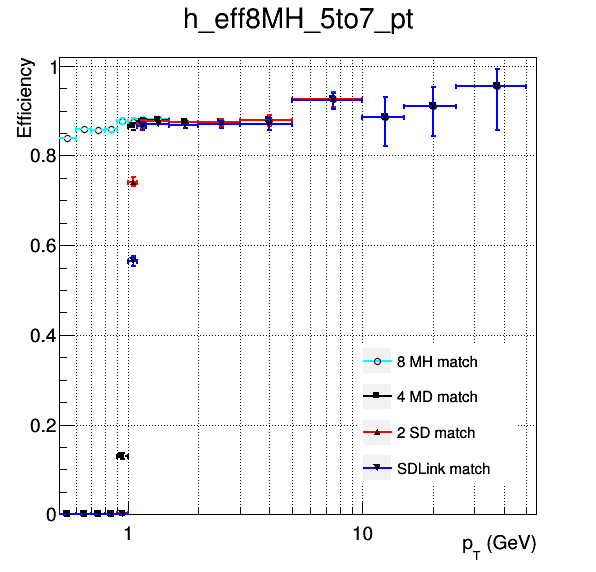 h_eff8MH_5to7_pt
Efficiency
1
0.8
0.6
0.4
0.2
0
8 MH match
4 MD match
2 SD match
SDLink match
1
10
p_T (GeV)